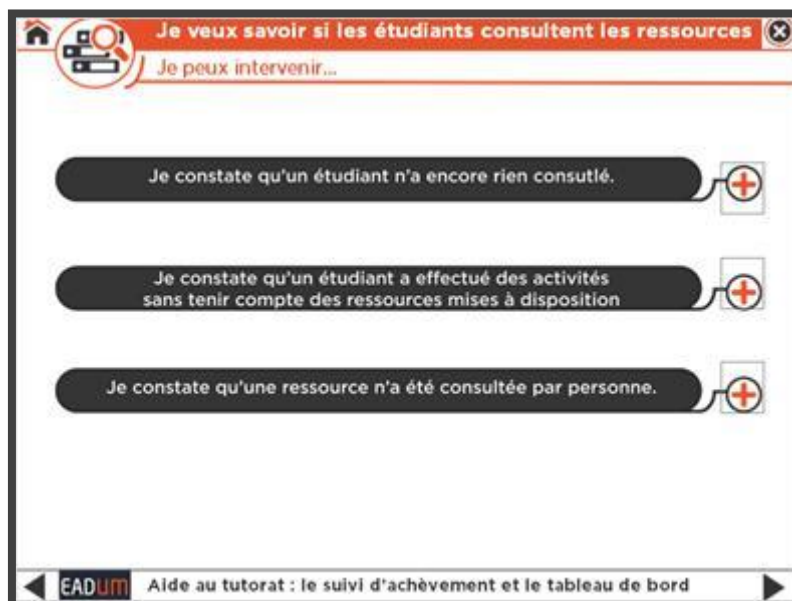 Je veux savoir si les étudiants consultent les ressources
Je peux intervenir...
Je constate qu'un étudiant n'a encore rien consutlé.
Je constate qu'un étudiant a effectué des activités
sans tenir compte des ressources mises à disposition
Je constate qu'une ressource n'a été consultée par personne.
EADUM Aide au tutorat : le suivi d'achèvement et le tableau de bord